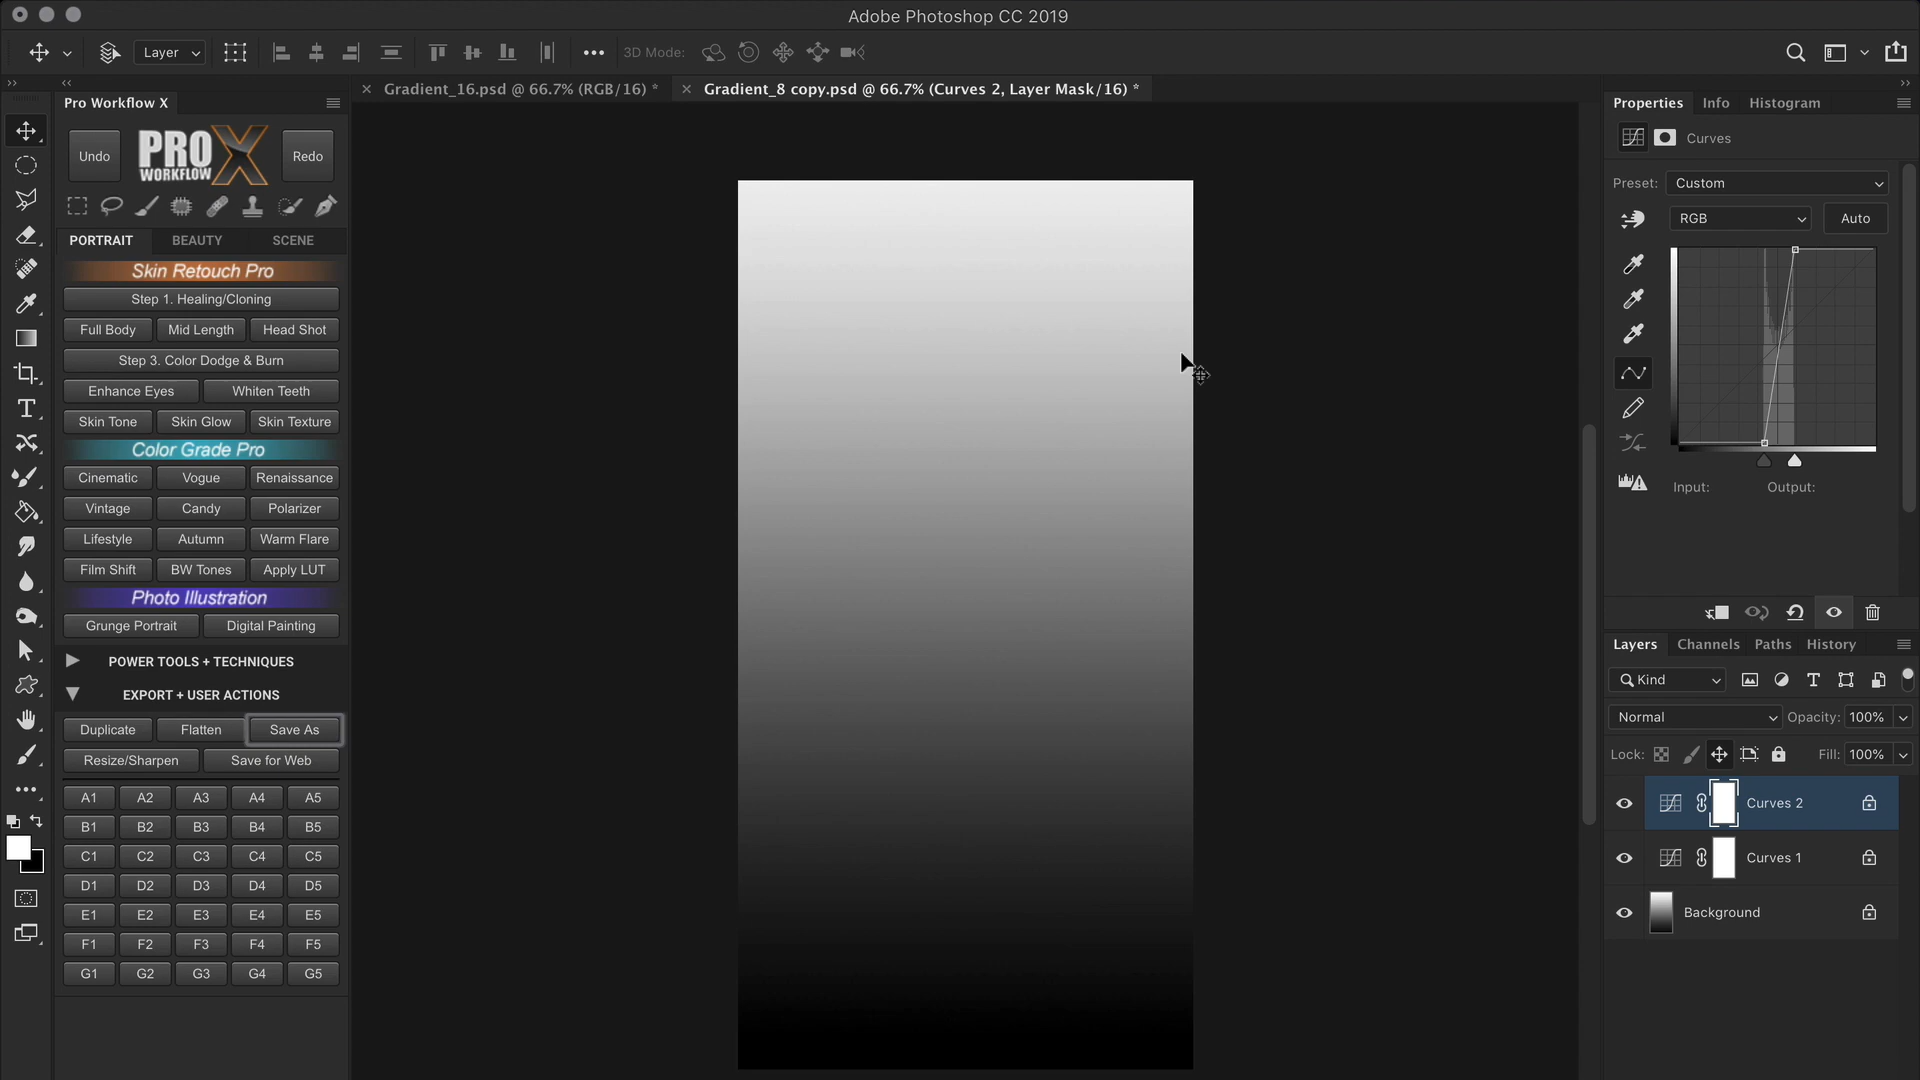 Adobe Photoshop CC 2019
Layer
3D Mode:
Gradient_16.psd @ 66.7% (RGB/16) *
Gradient_8 copy.psd @ 66.7% (Curves 2, Layer Mask/16) *
Pro Workflow X
Undo
PRO
WORKFLOW
X
Redo
PORTRAIT
BEAUTY
SCENE
Skin Retouch Pro
Step 1. Healing/Cloning
Full Body
Mid Length
Head Shot
Step 3. Color Dodge & Burn
Enhance Eyes
Whiten Teeth
Skin Tone
Skin Glow
Skin Texture
Color Grade Pro
Cinematic
Vogue
Renaissance
Vintage
Candy
Polarizer
Lifestyle
Autumn
Warm Flare
Film Shift
BW Tones
Apply LUT
Photo Illustration
Grunge Portrait
Digital Painting
POWER TOOLS + TECHNIQUES
EXPORT + USER ACTIONS
Duplicate
Flatten
Save As
Resize/Sharpen
Save for Web
A1 A2 A3 A4 A5
B1 B2 B3 B4 B5
C1 C2 C3 C4 C5
D1 D2 D3 D4 D5
E1 E2 E3 E4 E5
F1 F2 F3 F4 F5
G1 G2 G3 G4 G5
Properties
Info
Histogram
Curves
Preset: Custom
RGB
Auto
Input:
Output:
Layers
Channels
Paths
History
Kind
Normal
Opacity: 100%
Lock:
Fill: 100%
Curves 2
Curves 1
Background